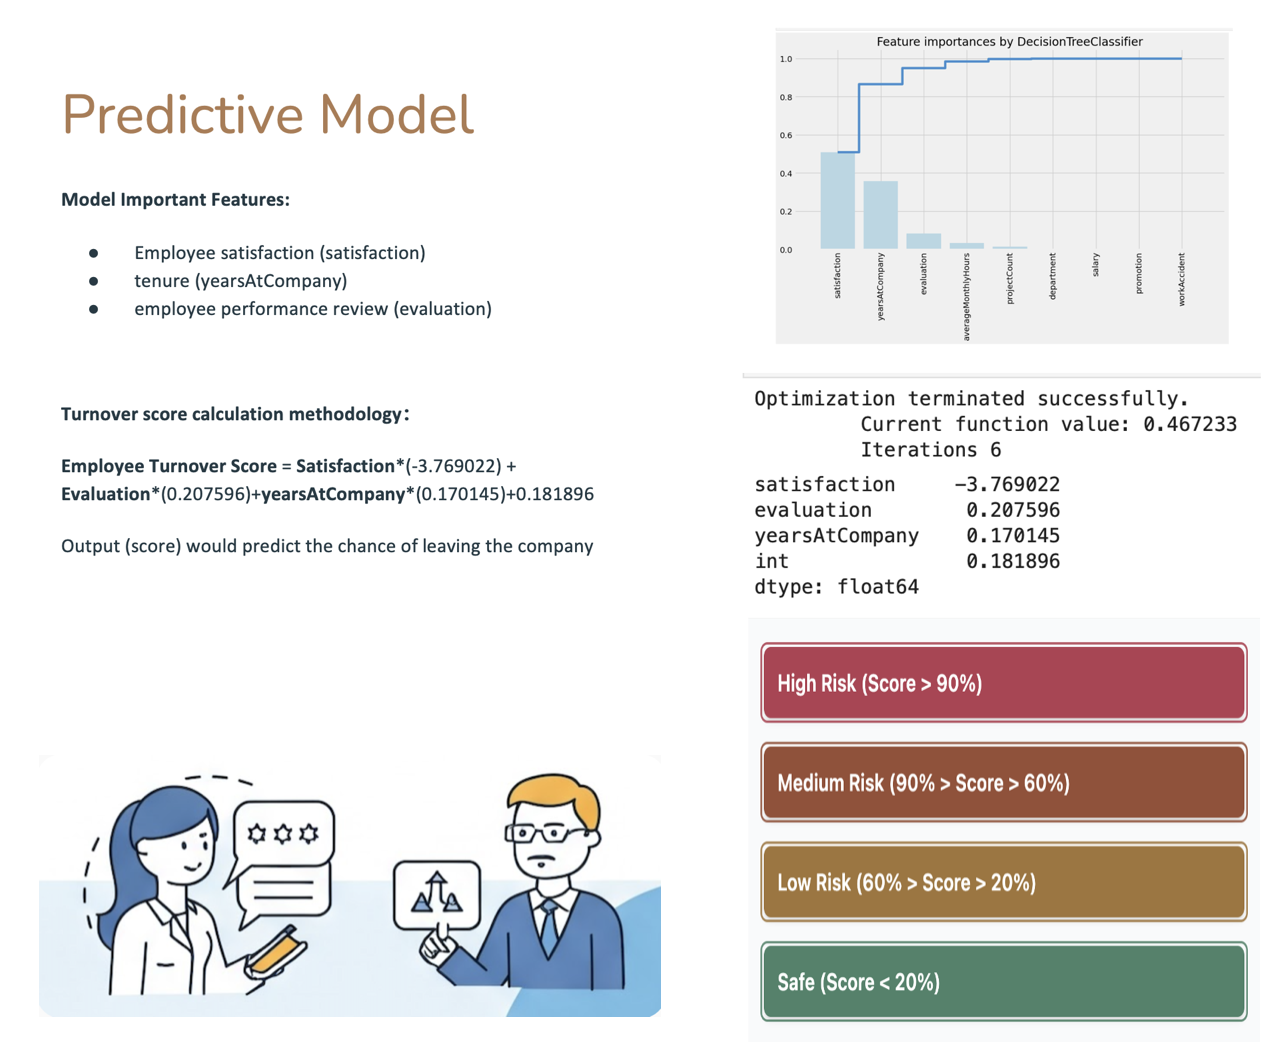 Predictive Model
Model Important Features:
● Employee satisfaction (satisfaction)
● tenure (yearsAtCompany)
● employee performance review (evaluation)
Turnover score calculation methodology:
Employee Turnover Score = Satisfaction*(-3.769022) +
Evaluation*(0.207596)+yearsAtCompany*(0.170145)+0.181896
Output (score) would predict the chance of leaving the company
Feature importances by DecisionTreeClassifier
1.0
0.8
0.6
0.4
0.2
0.0
satisfaction
yearsAtCompany
evaluation
averageMonthlyHours
projectCount
department
salary
promotion
workAccident
Optimization terminated successfully.
Current function value: 0.467233
Iterations 6
satisfaction -3.769022
evaluation 0.207596
yearsAtCompany 0.170145
int 0.181896
dtype: float64
High Risk (Score > 90%)
Medium Risk (90% > Score > 60%)
Low Risk (60% > Score > 20%)
Safe (Score < 20%)